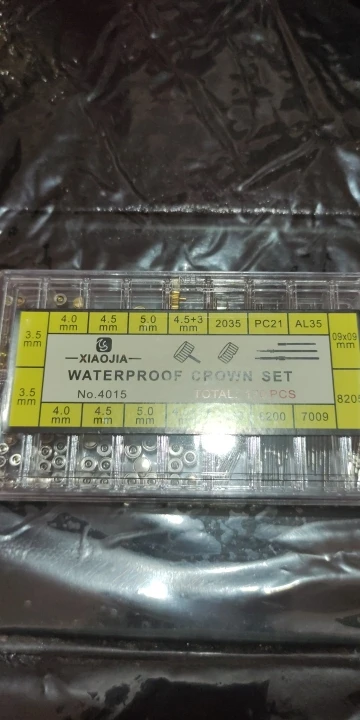 4.0 mm 4.5 mm 5.0 mm 4.5+3 mm 2035 PC21 AL35
3.5 mm
09x09 mm
XIAOJIA
WATERPROOF CROWN SET
No.4015 TOTAL: PCS
3.5 mm
820
4.0 mm 4.5 mm 5.0 mm 6200 7009